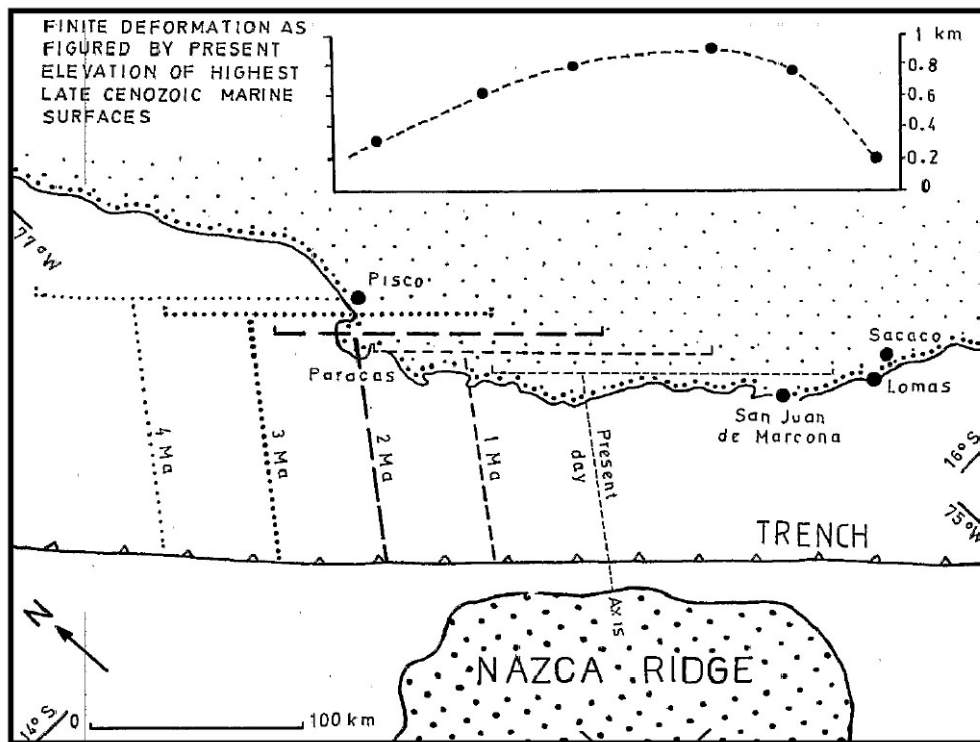 FINITE DEFORMATION AS
FIGURED BY PRESENT
ELEVATION OF HIGHEST
LATE CENOZOIC MARINE
SURFACES
1 km
0.8
0.6
0.4
0.2
0
77°W
Pisco
Paracas
Sacaco
Lomas
San Juan
de Marcona
4 Ma
3 Ma
2 Ma
1 Ma
Present
day
16°S
75°W
TRENCH
AXIS
N
NAZCA RIDGE
14°S
0
100 km